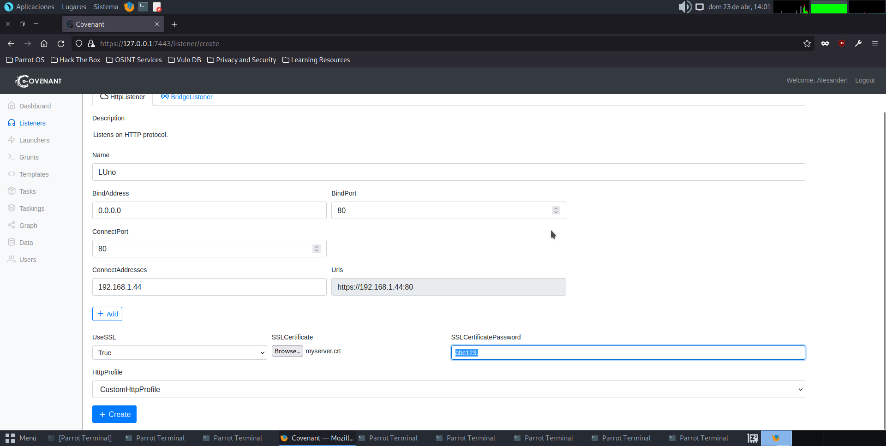 Aplicaciones Lugares Sistema dom 23 de abr, 14:01
Covenant
https://127.0.0.1:7443/listener/create
Parrot OS Hack The Box OSINT Services Vuln DB Privacy and Security Learning Resources
COVENANT Welcome, Alesander! Logout
HttpListener BridgeListener
Dashboard
Description
Listeners
Listens on HTTP protocol.
Launchers
Name
Grunts
LUno
Templates
Tasks
BindAddress BindPort
Taskings
0.0.0.0 80
Graph
ConnectPort
Data
80
Users
ConnectAddresses Urls
192.168.1.44 https://192.168.1.44:80
+ Add
UseSSL SSLCertificate SSLCertificatePassword
True Browse... myserver.crt
HttpProfile
CustomHttpProfile
+ Create
Menú [Parrot Terminal] Parrot Terminal Parrot Terminal Covenant — Mozill... Parrot Terminal Parrot Terminal Parrot Terminal Parrot Terminal Parrot Terminal